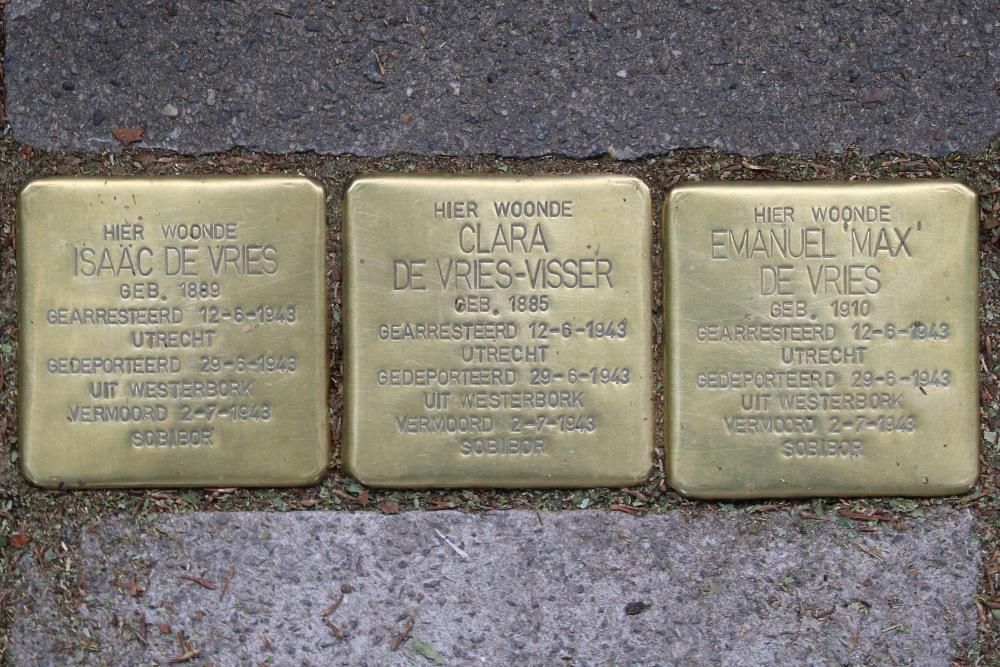 HIER WOONDE
ISAÄC DE VRIES
GEB. 1889
GEARRESTEERD 12-6-1943
UTRECHT
GEDEPORTEERD 29-6-1943
UIT WESTERBORK
VERMOORD 2-7-1943
SOBIBOR
HIER WOONDE
CLARA
DE VRIES-VISSER
GEB. 1885
GEARRESTEERD 12-6-1943
UTRECHT
GEDEPORTEERD 29-6-1943
UIT WESTERBORK
VERMOORD 2-7-1943
SOBIBOR
HIER WOONDE
EMANUEL 'MAX'
DE VRIES
GEB. 1910
GEARRESTEERD 12-6-1943
UTRECHT
GEDEPORTEERD 29-6-1943
UIT WESTERBORK
VERMOORD 2-7-1943
SOBIBOR